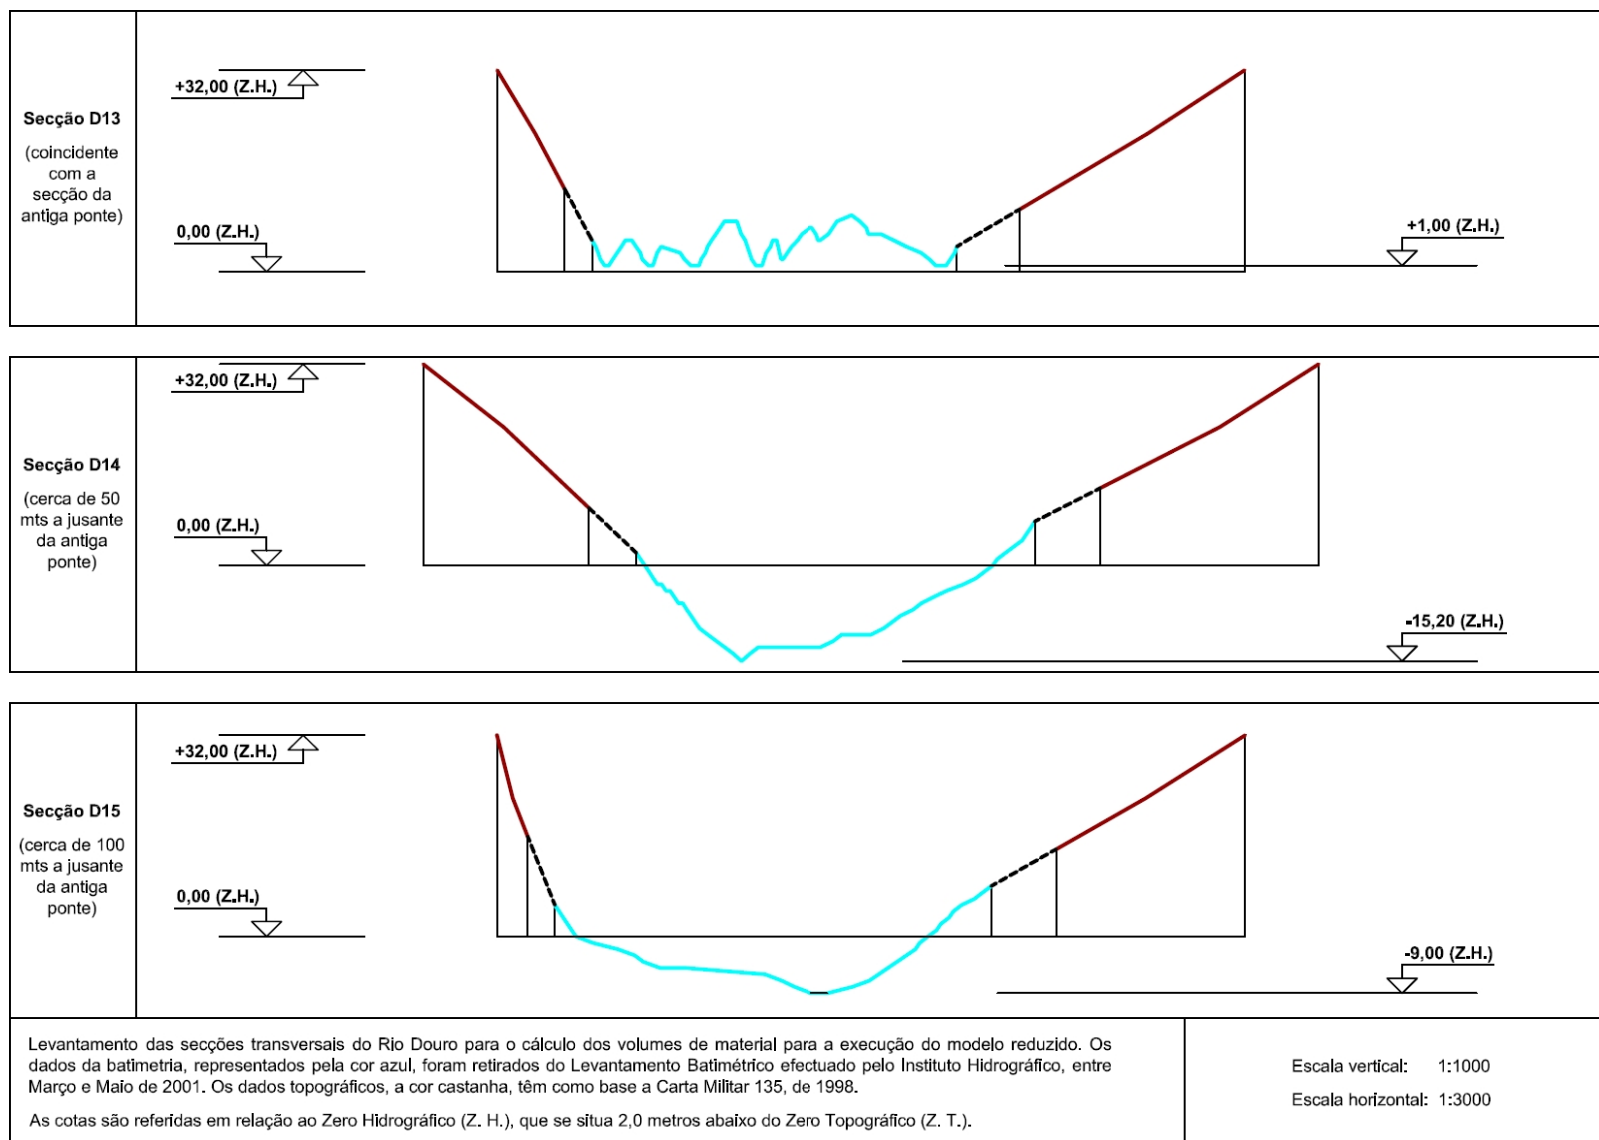 Secção D13
(coincidente
com a
secção da
antiga ponte)
+32,00 (Z.H.)
0,00 (Z.H.)
+1,00 (Z.H.)
Secção D14
(cerca de 50
mts a jusante
da antiga
ponte)
+32,00 (Z.H.)
0,00 (Z.H.)
-15,20 (Z.H.)
Secção D15
(cerca de 100
mts a jusante
da antiga
ponte)
+32,00 (Z.H.)
0,00 (Z.H.)
-9,00 (Z.H.)
Levantamento das secções transversais do Rio Douro para o cálculo dos volumes de material para a execução do modelo reduzido. Os
dados da batimetria, representados pela cor azul, foram retirados do Levantamento Batimétrico efectuado pelo Instituto Hidrográfico, entre
Março e Maio de 2001. Os dados topográficos, a cor castanha, têm como base a Carta Militar 135, de 1998.
As cotas são referidas em relação ao Zero Hidrográfico (Z. H.), que se situa 2,0 metros abaixo do Zero Topográfico (Z. T.).
Escala vertical: 1:1000
Escala horizontal: 1:3000